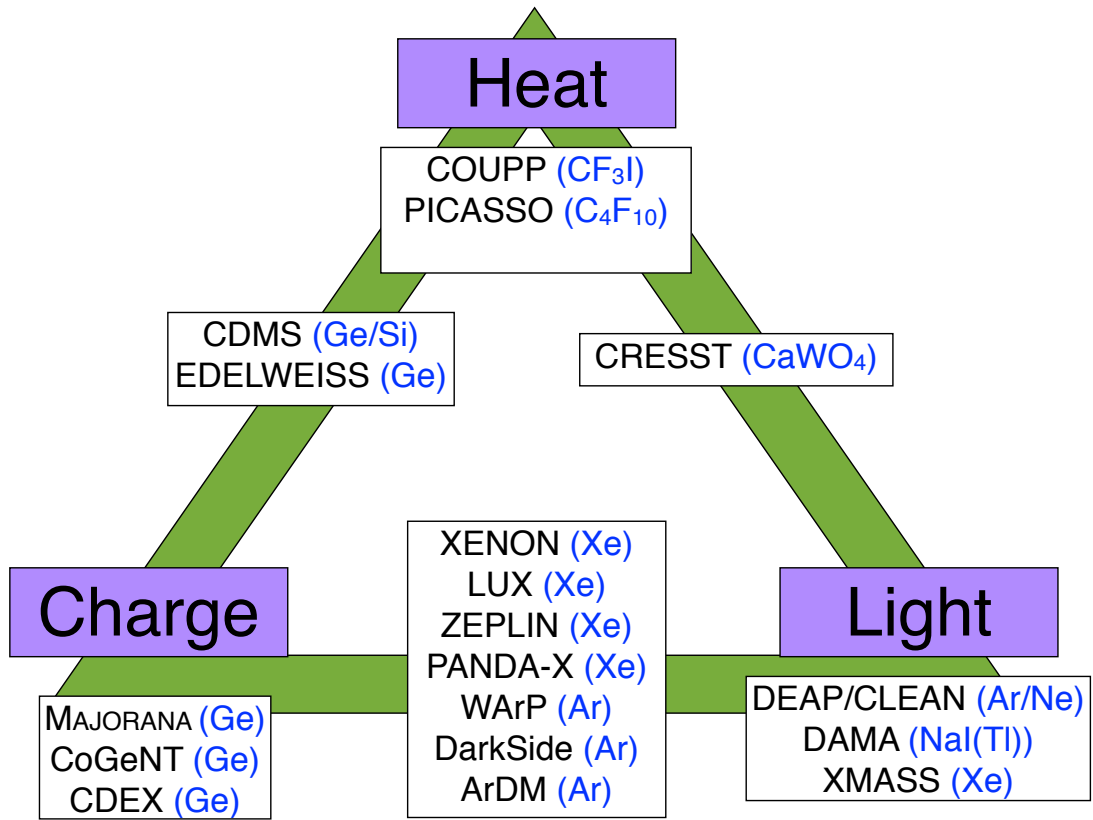 Heat
COUPP (CF₃I)
PICASSO (C₄F₁₀)
CDMS (Ge/Si)
EDELWEISS (Ge)
CRESST (CaWO₄)
XENON (Xe)
LUX (Xe)
ZEPLIN (Xe)
PANDA-X (Xe)
WArP (Ar)
DarkSide (Ar)
ArDM (Ar)
Charge
MAJORANA (Ge)
CoGeNT (Ge)
CDEX (Ge)
Light
DEAP/CLEAN (Ar/Ne)
DAMA (NaI(Tl))
XMASS (Xe)